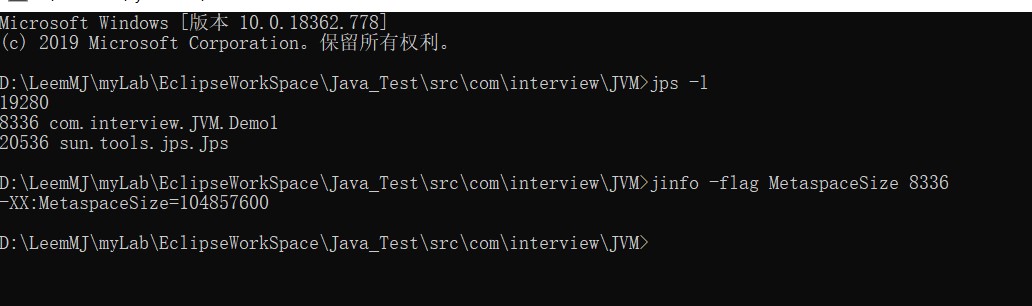 Microsoft Windows [版本 10.0.18362.778]
(c) 2019 Microsoft Corporation。保留所有权利。
D:\LeemMJ\myLab\EclipseWorkSpace\Java_Test\src\com\interview\JVM>jps -l
19280
8336 com.interview.JVM.Demo1
20536 sun.tools.jps.Jps
D:\LeemMJ\myLab\EclipseWorkSpace\Java_Test\src\com\interview\JVM>jinfo -flag MetaspaceSize 8336
-XX:MetaspaceSize=104857600
D:\LeemMJ\myLab\EclipseWorkSpace\Java_Test\src\com\interview\JVM>